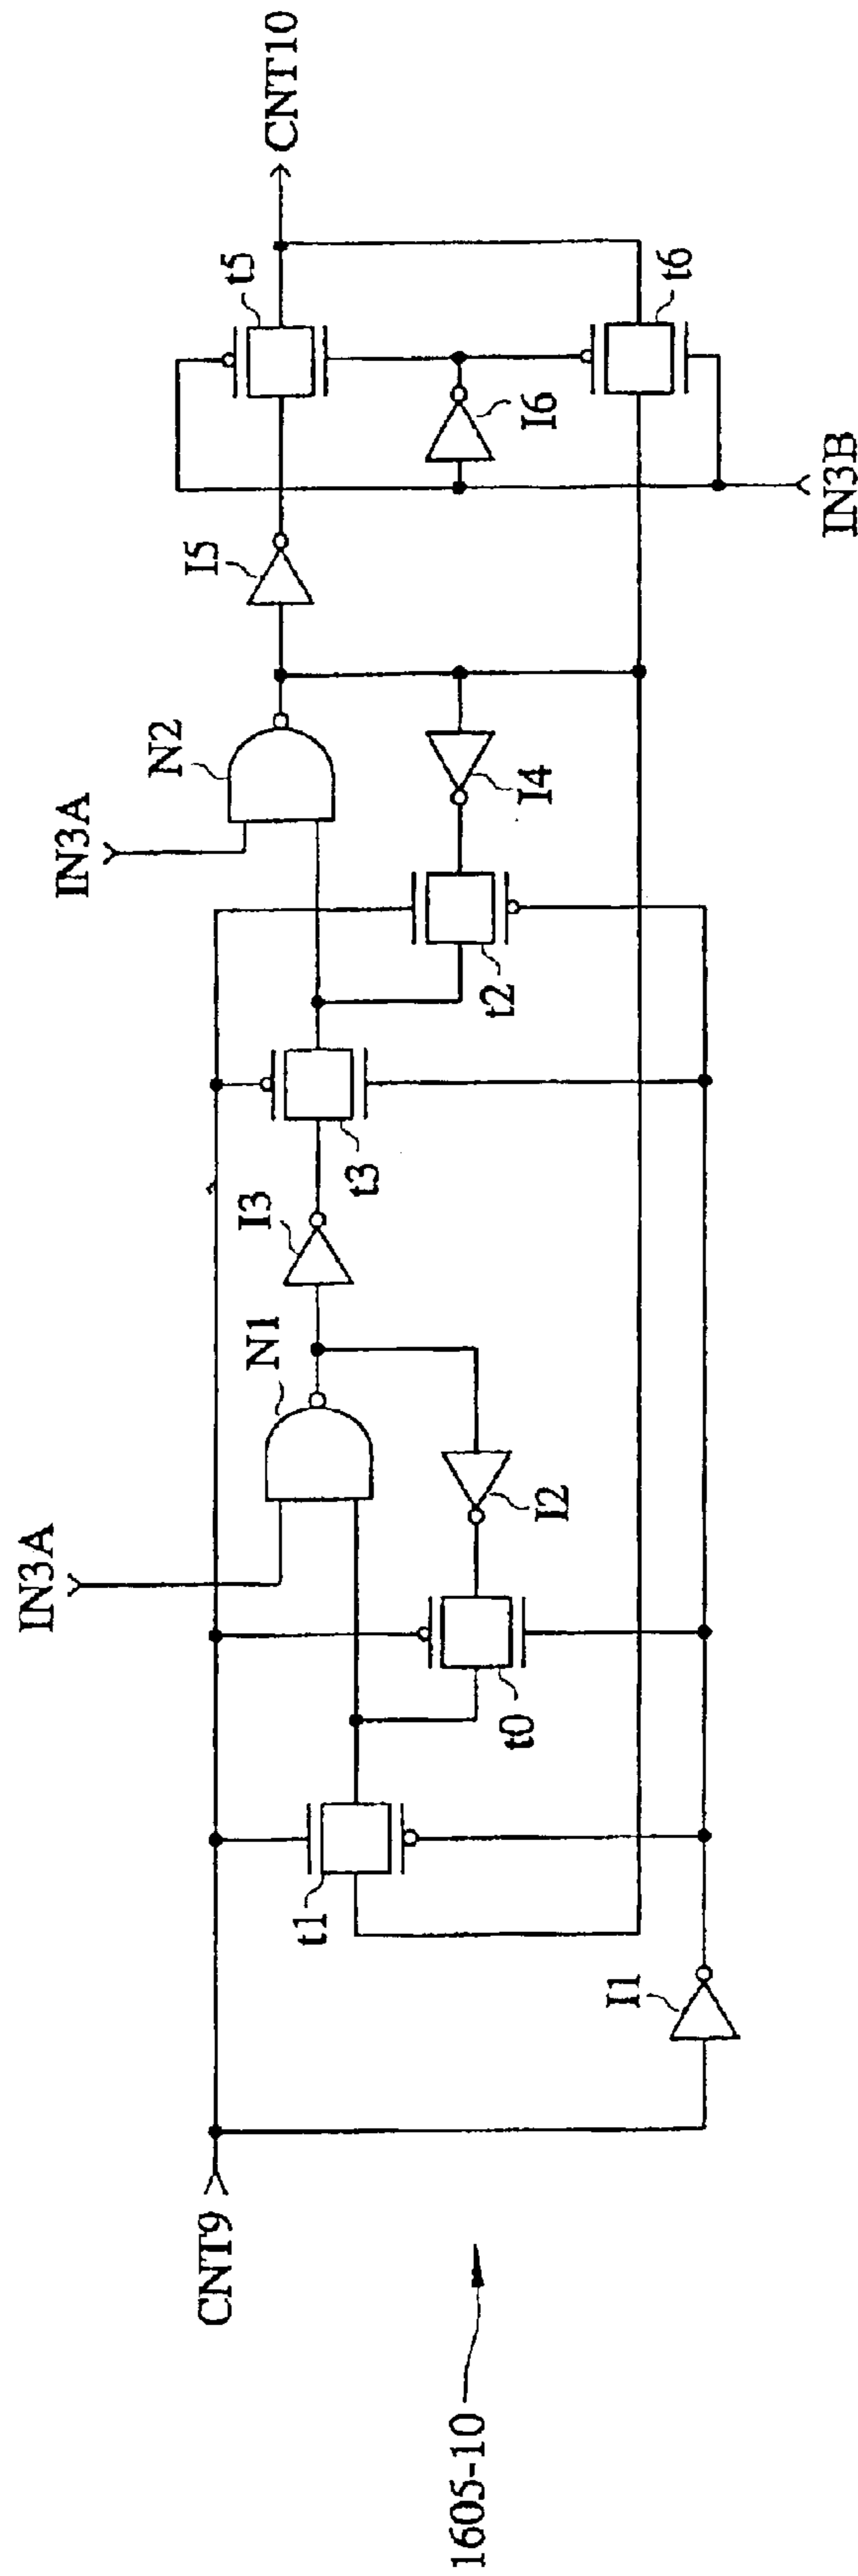 CNT9
1605-10
I1
t1
t0
IN3A
N1
I2
I3
t3
t2
IN3A
N2
I4
I5
IN3B
I6
t5
t6
CNT10